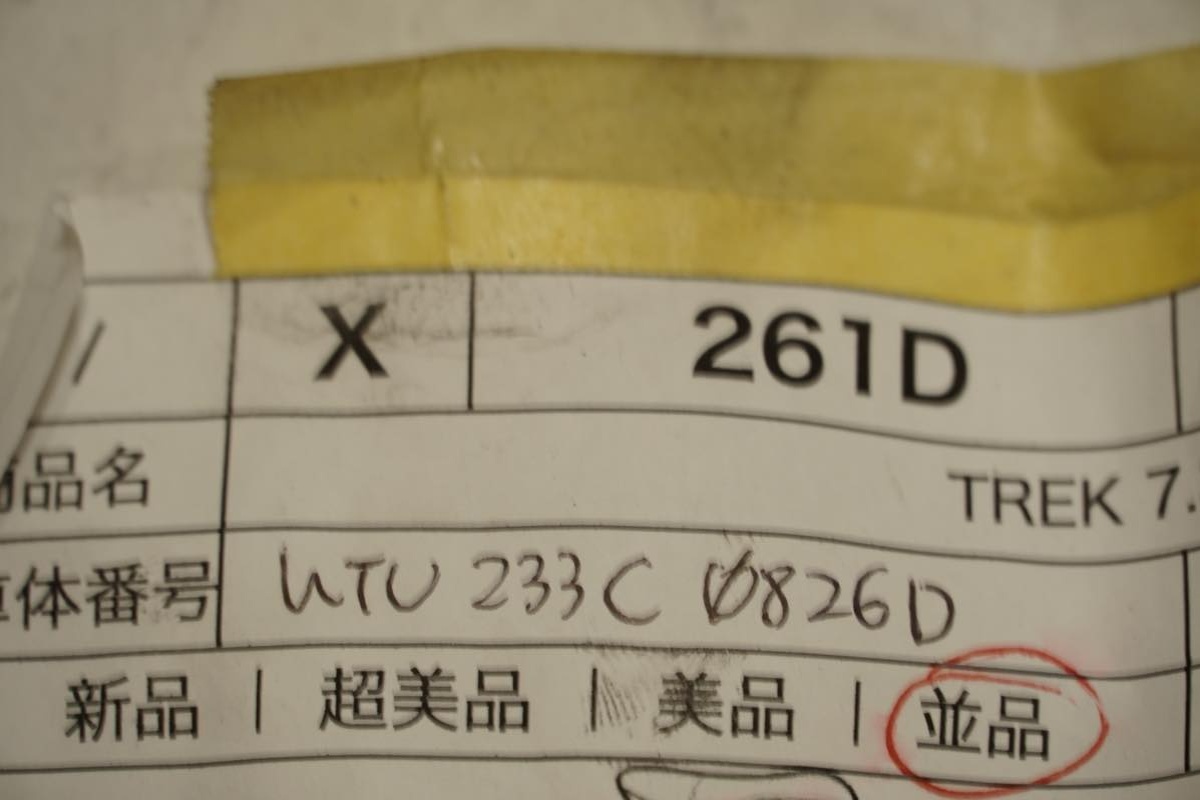 / X 261D
品名 TREK 7.
体番号 WTU 233C 0826D
新品 | 超美品 | 美品 | 並品